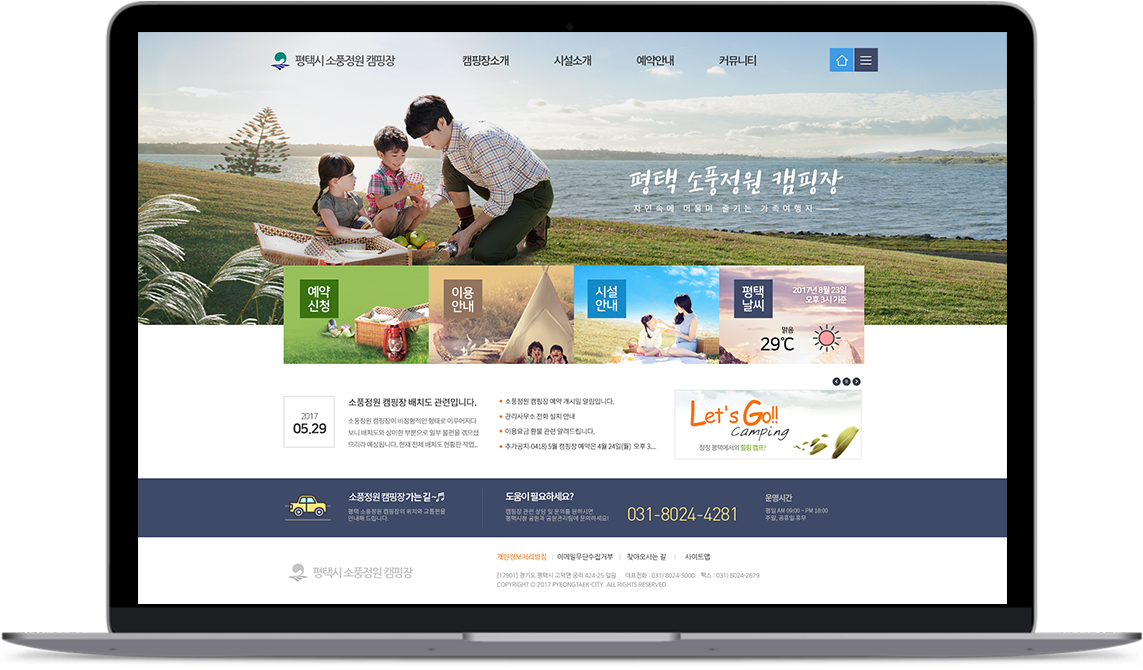 평택시 소풍정원 캠핑장
캠핑장소개
시설소개
예약안내
커뮤니티
평택 소풍정원 캠핑장
자연속에 머물며 즐기는 가족여행지
예약
신청
이용
안내
시설
안내
평택
날씨
2017년 8월 23일
오후 3시 기준
맑음
29℃
2017
05.29
소풍정원 캠핑장 배치도 관련입니다.
소풍정원 캠핑장이 비정형적인 형태로 이루어지다
보니 배치도와 상이한 부분으로 일부 불편을 겪으셨
으리라 예상됩니다. 현재 전체 배치도 현황판 작업...
소풍정원 캠핑장 예약 개시일 알림입니다.
관리사무소 전화 설치 안내
이용요금 환불 관련 알려드립니다.
추가공지-0418) 5월 캠핑장 예약은 4월 24일(월) 오후 3....
Let's Go!!
Camping
청정 평택에서의 힐링 캠프!
소풍정원 캠핑장 가는 길~♬
평택 소풍정원 캠핑장의 위치와 교통편을
안내해 드립니다.
도움이 필요하세요?
캠핑장 관련 상담 및 문의를 원하시면
평택시청 공원과 공원관리팀에 문의하세요!
031-8024-4281
운영시간
평일 AM 09:00 ~ PM 18:00
주말, 공휴일 휴무
평택시 소풍정원 캠핑장
개인정보처리방침 | 이메일무단수집거부 | 찾아오시는 길 | 사이트맵
[17901] 경기도 평택시 고덕면 궁리 424-25 일원 대표전화 : 031) 8024-5000 팩스 : 031) 8024-2679
COPYRIGHT © 2017 PYEONGTAEK-CITY. ALL RIGHTS RESERVED.